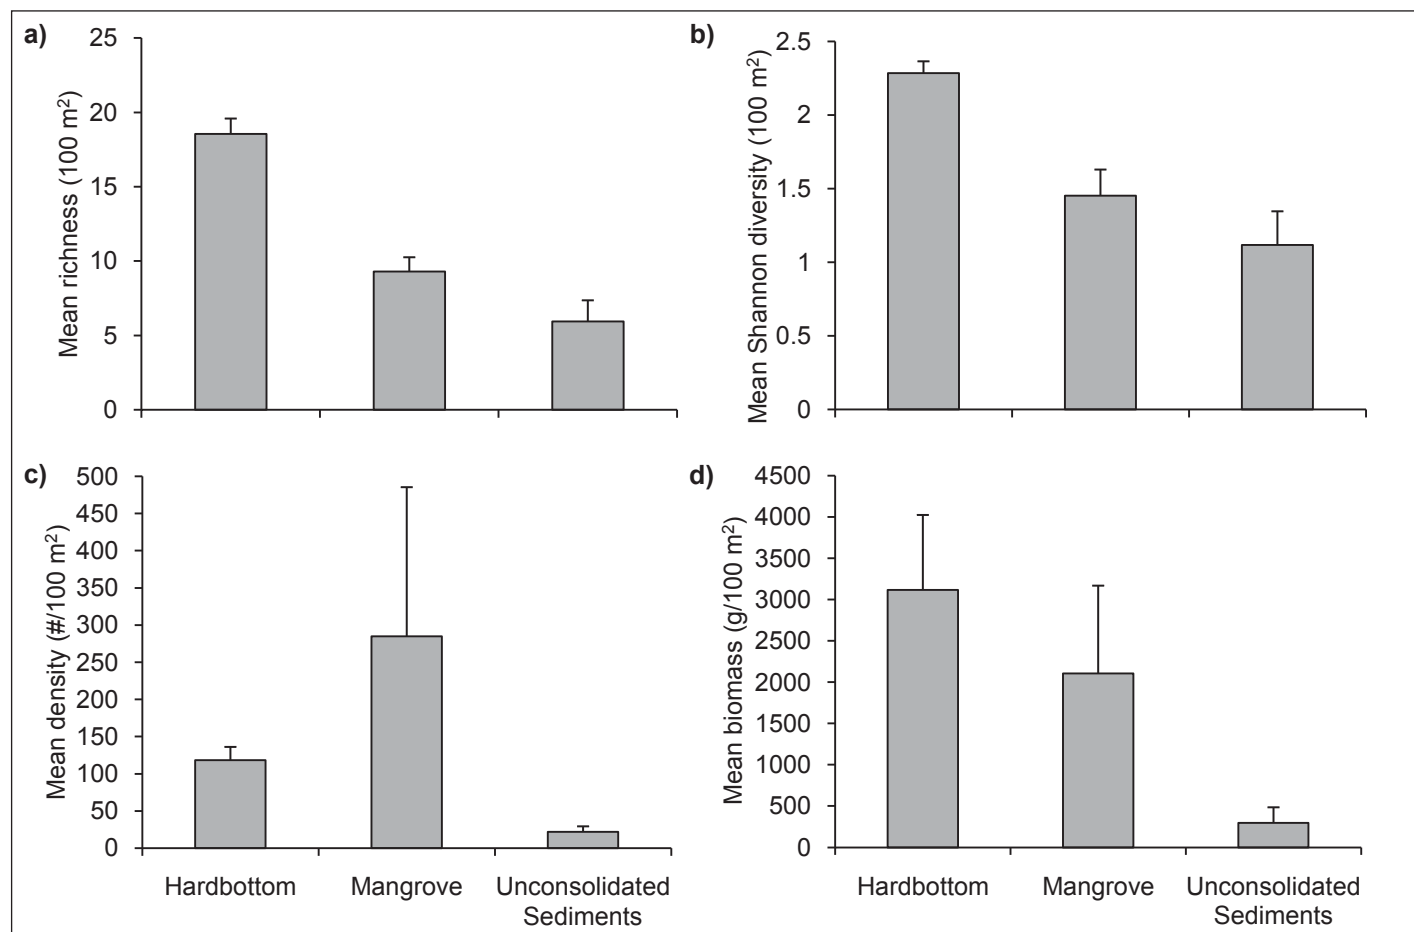 a)
Mean richness (100 m²)
25
20
15
10
5
0
b)
Mean Shannon diversity (100 m²)
2.5
2
1.5
1
0.5
0
c)
Mean density (#/100 m²)
500
450
400
350
300
250
200
150
100
50
0
Hardbottom
Mangrove
Unconsolidated
Sediments
d)
Mean biomass (g/100 m²)
4500
4000
3500
3000
2500
2000
1500
1000
500
0
Hardbottom
Mangrove
Unconsolidated
Sediments